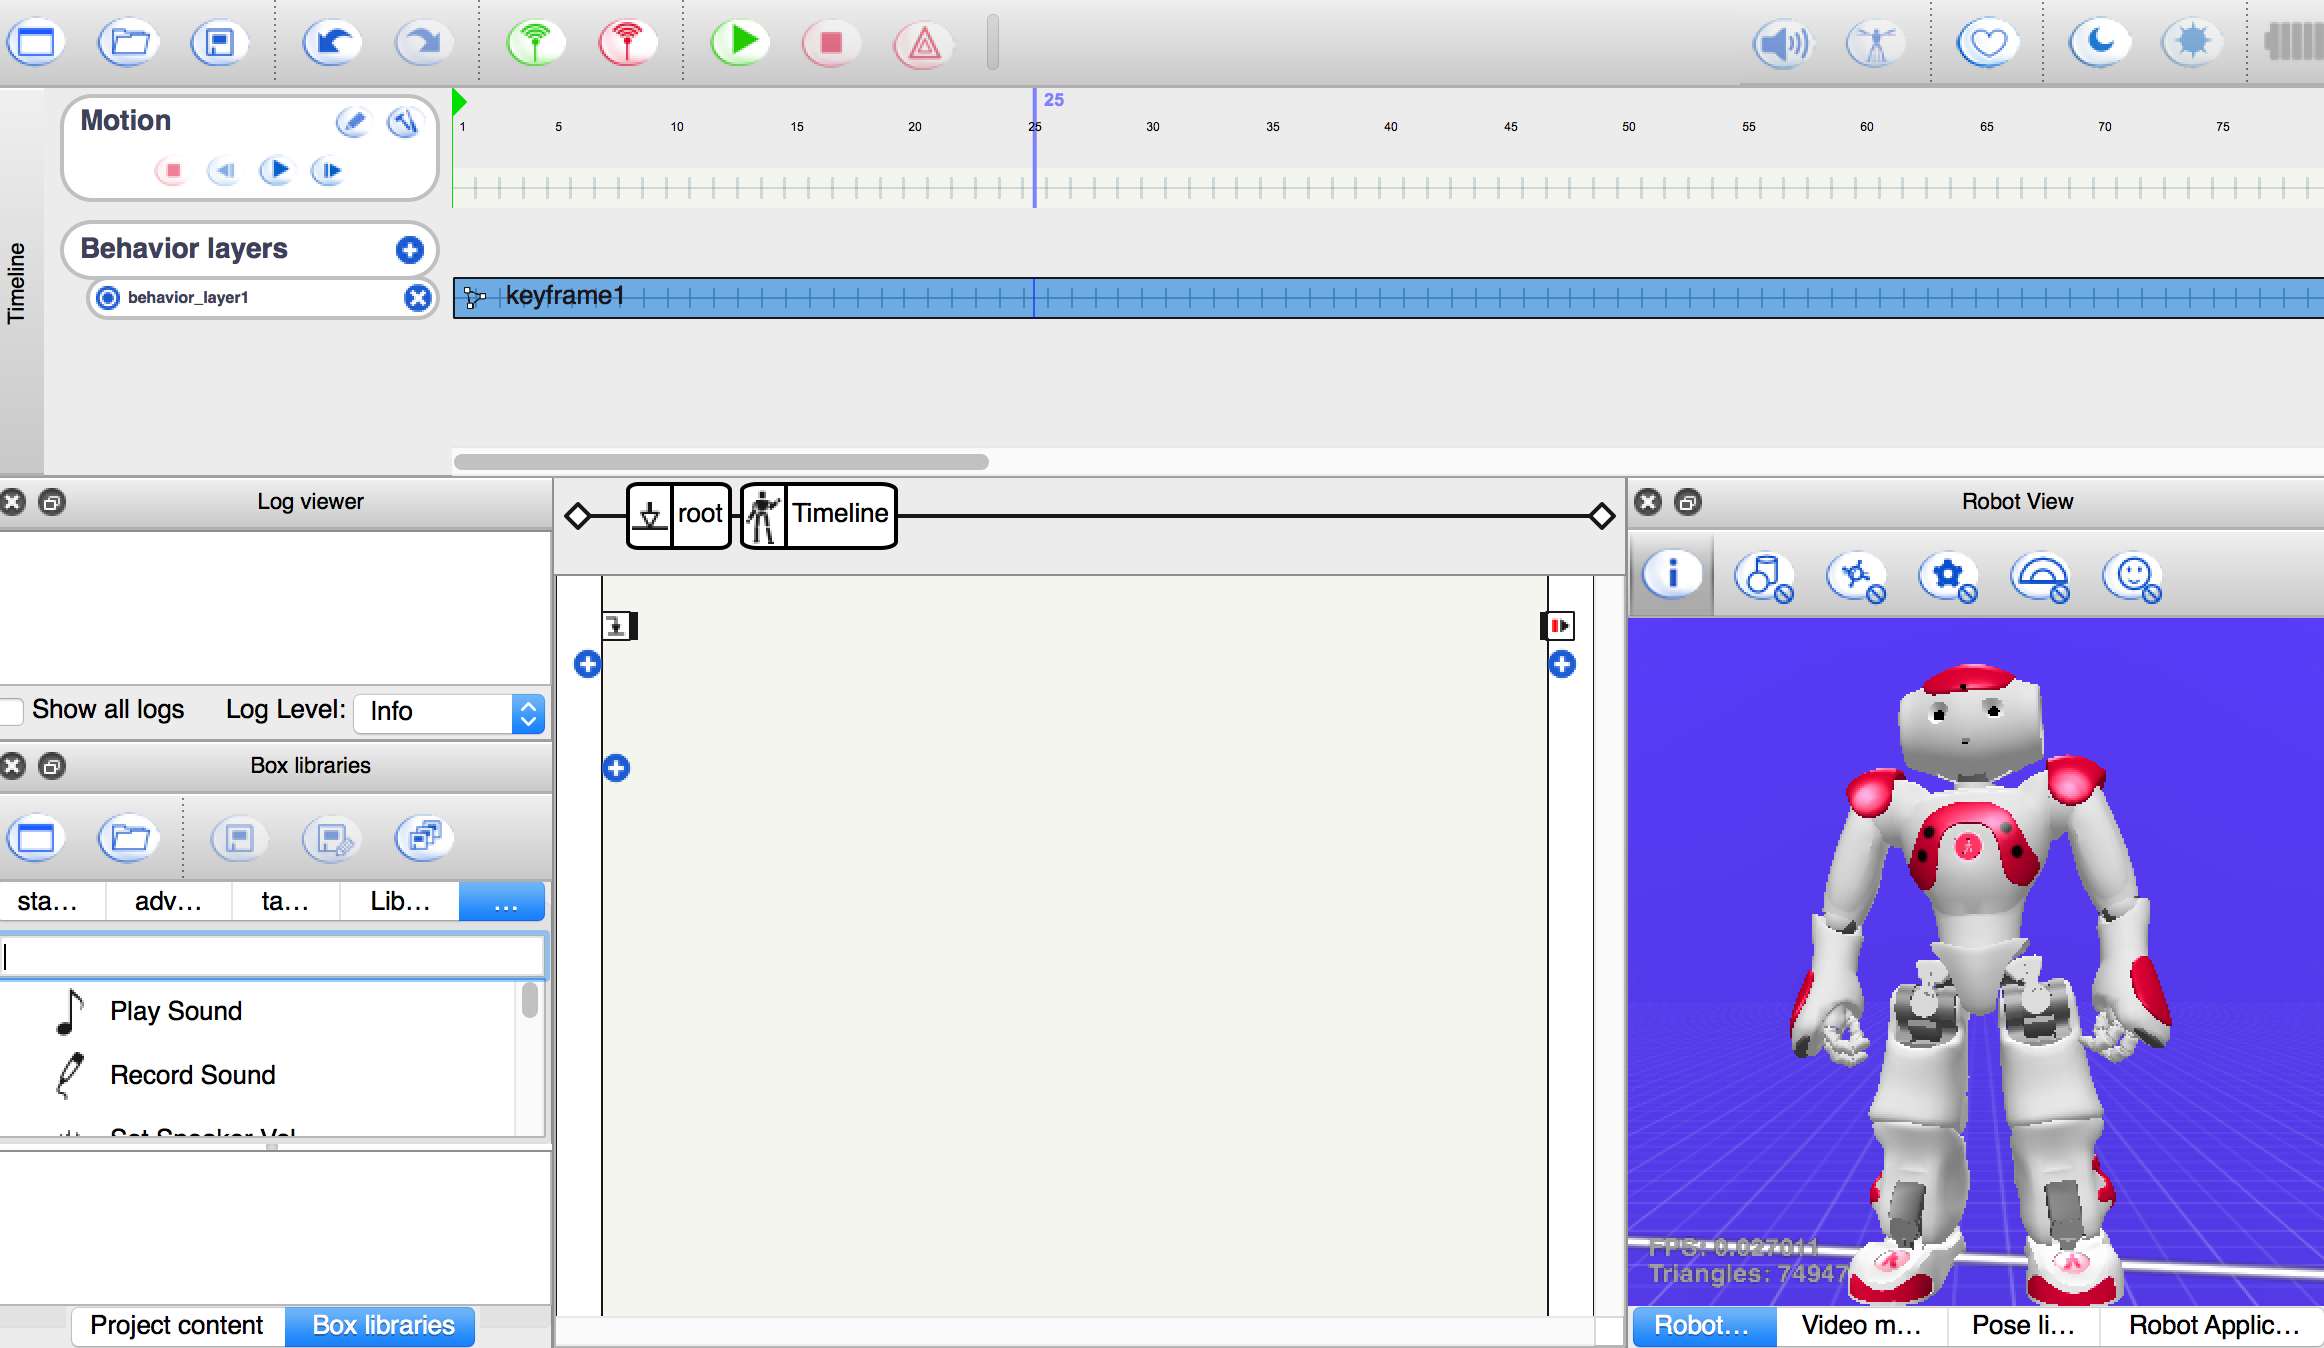 25
1 5 10 15 20 25 30 35 40 45 50 55 60 65 70 75
Motion
Timeline
Behavior layers
behavior_layer1
keyframe1
Log viewer
root
Timeline
Robot View
Show all logs
Log Level:
Info
Box libraries
sta...
adv...
ta...
Lib...
...
Play Sound
Record Sound
Set Speaker Vol
FPS: 0.027011
Triangles: 74947
Project content
Box libraries
Robot...
Video m...
Pose li...
Robot Applic...